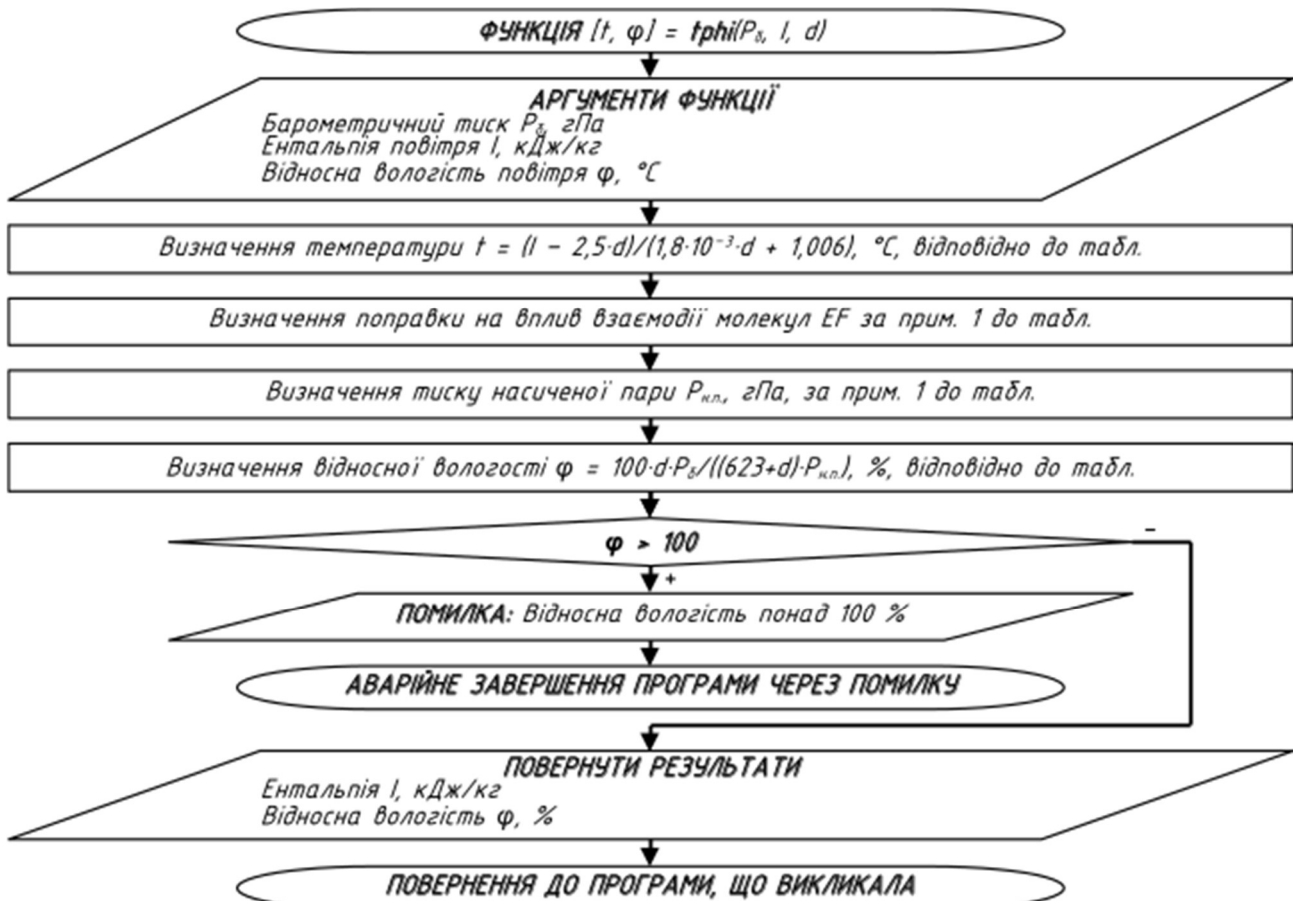 ФУНКЦІЯ [t, φ] = tphi(Pб, I, d)
АРГУМЕНТИ ФУНКЦІЇ
Барометричний тиск Pб, гПа
Ентальпія повітря I, кДж/кг
Відносна вологість повітря φ, °C
Визначення температури t = (I − 2,5·d)/(1,8·10⁻³·d + 1,006), °C, відповідно до табл.
Визначення поправки на вплив взаємодії молекул EF за прим. 1 до табл.
Визначення тиску насиченої пари Pн.п., гПа, за прим. 1 до табл.
Визначення відносної вологості φ = 100·d·Pб/((623+d)·Pн.п.), %, відповідно до табл.
φ > 100
−
+
ПОМИЛКА: Відносна вологість понад 100 %
АВАРІЙНЕ ЗАВЕРШЕННЯ ПРОГРАМИ ЧЕРЕЗ ПОМИЛКУ
ПОВЕРНУТИ РЕЗУЛЬТАТИ
Ентальпія I, кДж/кг
Відносна вологість φ, %
ПОВЕРНЕННЯ ДО ПРОГРАМИ, ЩО ВИКЛИКАЛА